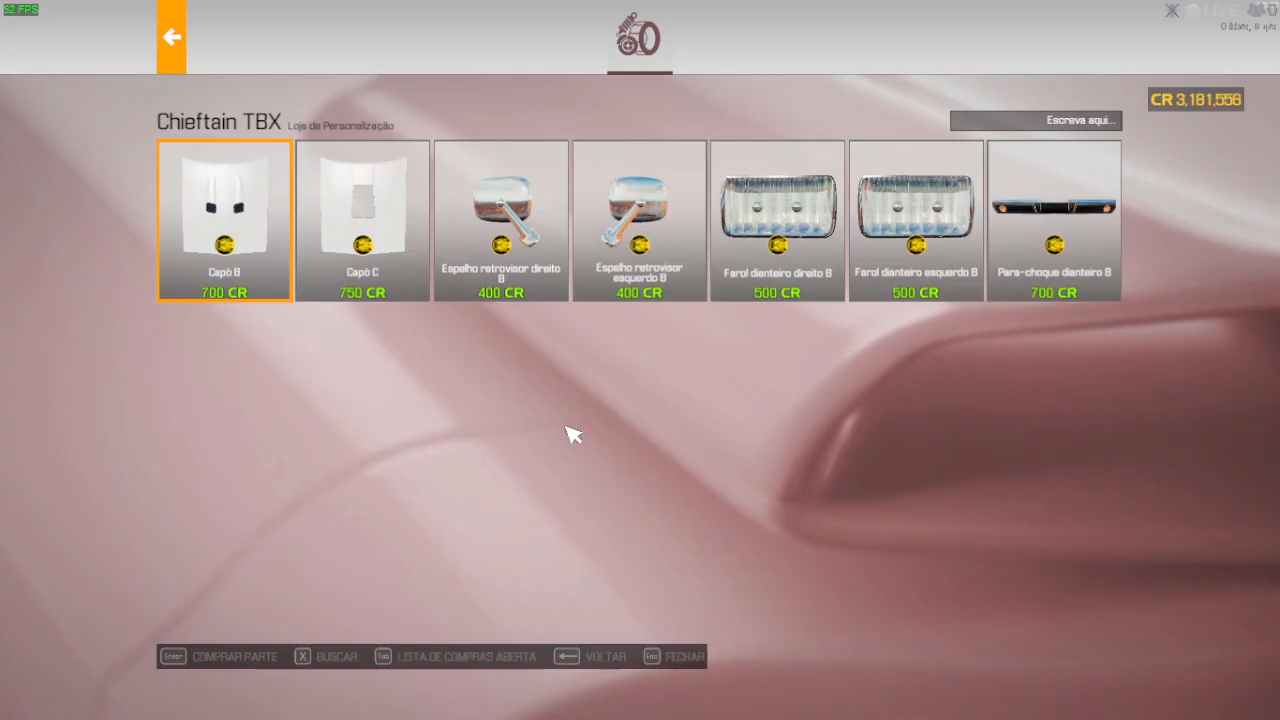 52 FPS
LIVE
CR 3,181,556
Chieftain TBX Loja de Personalização
Escreva aqui...
Capô B
700 CR
Capô C
750 CR
Espelho retrovisor direito
B
400 CR
Espelho retrovisor
esquerdo B
400 CR
Farol dianteiro direito B
500 CR
Farol dianteiro esquerdo B
500 CR
Para-choque dianteiro B
700 CR
Enter COMPRAR PARTE X BUSCAR Tab LISTA DE COMPRAS ABERTA VOLTAR Esc FECHAR